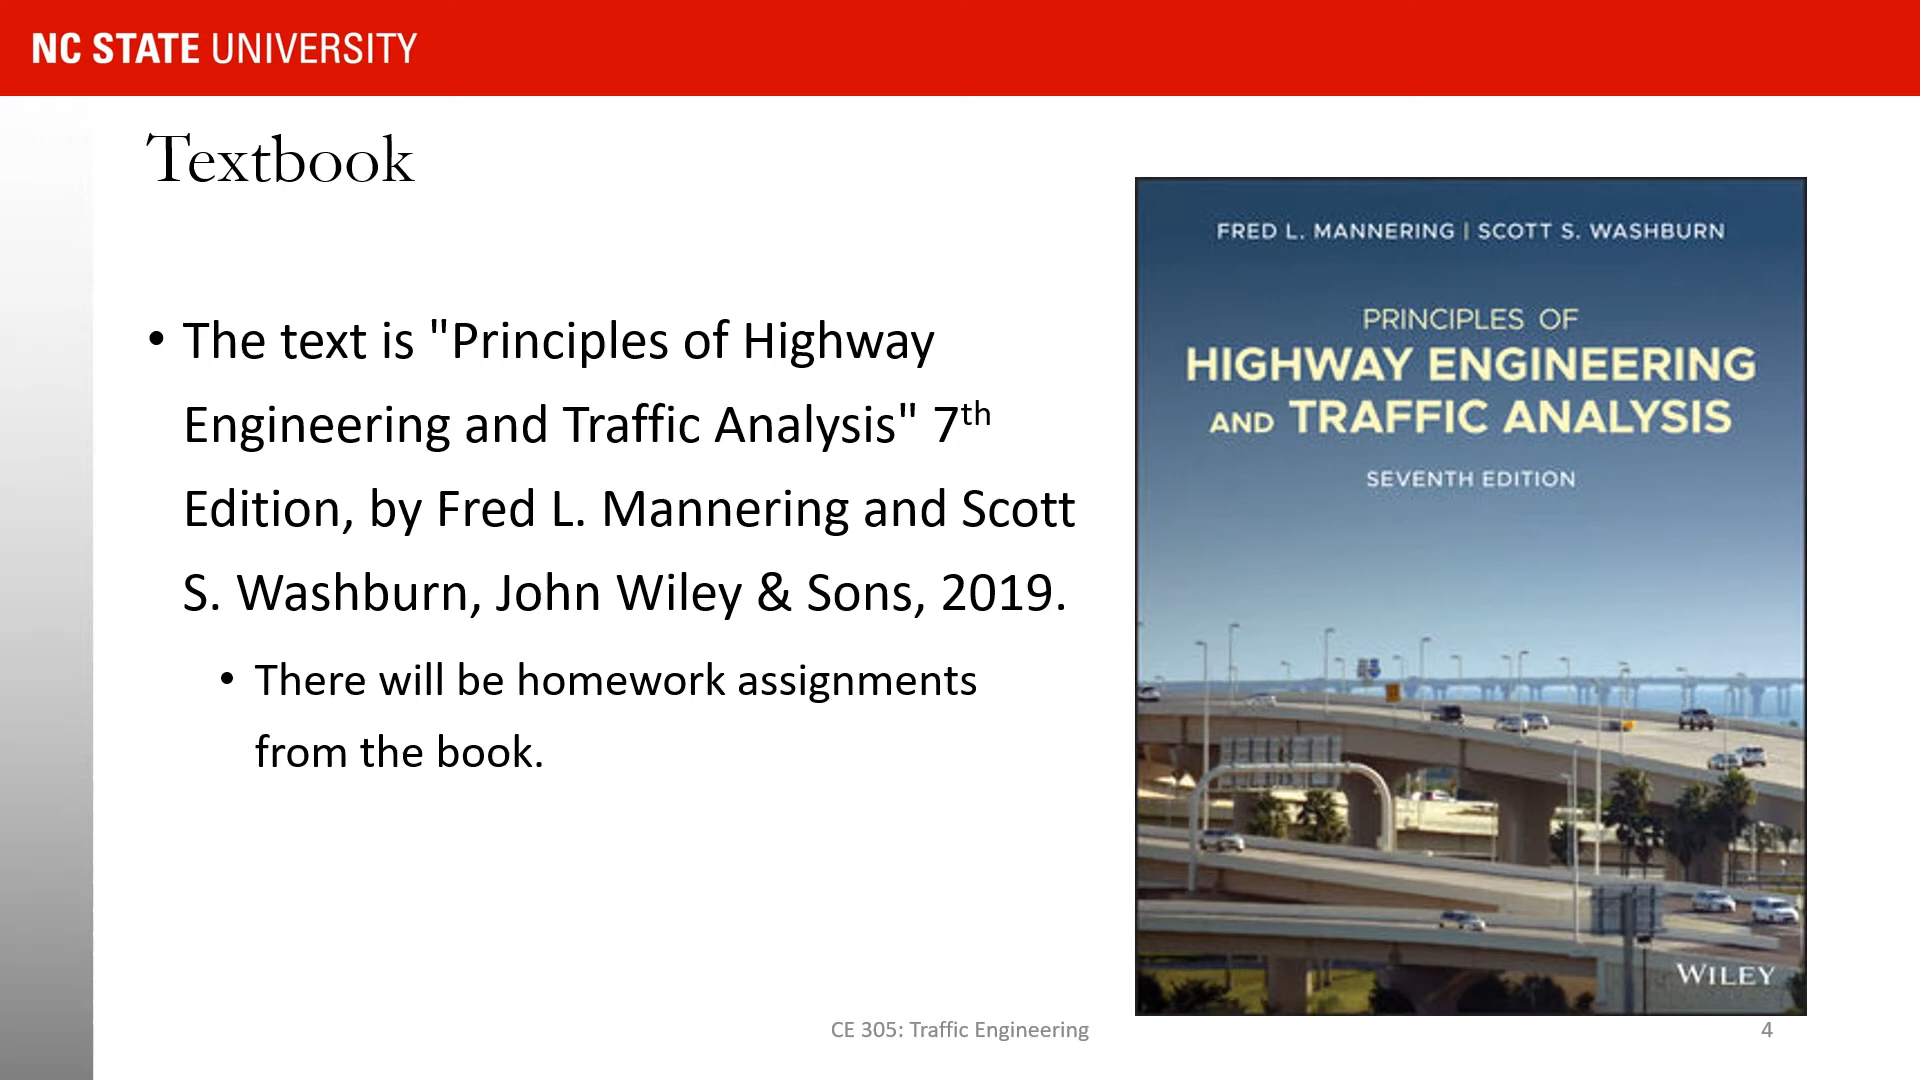 NC STATE UNIVERSITY
Textbook
• The text is "Principles of Highway
Engineering and Traffic Analysis" 7th
Edition, by Fred L. Mannering and Scott
S. Washburn, John Wiley & Sons, 2019.
• There will be homework assignments
from the book.
FRED L. MANNERING | SCOTT S. WASHBURN
PRINCIPLES OF
HIGHWAY ENGINEERING
AND TRAFFIC ANALYSIS
SEVENTH EDITION
WILEY
CE 305: Traffic Engineering
4